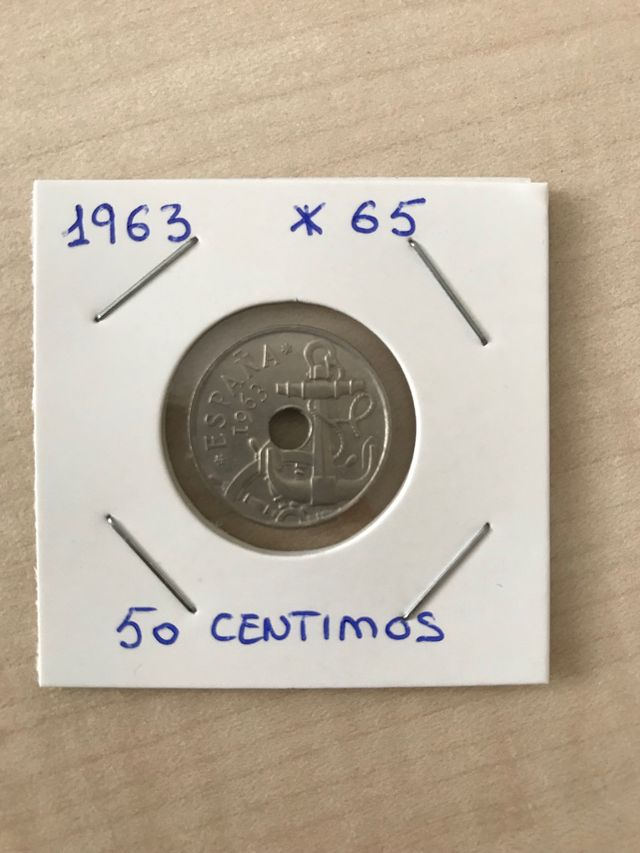 1963 * 65
* ESPAÑA *
1963
50 CENTIMOS